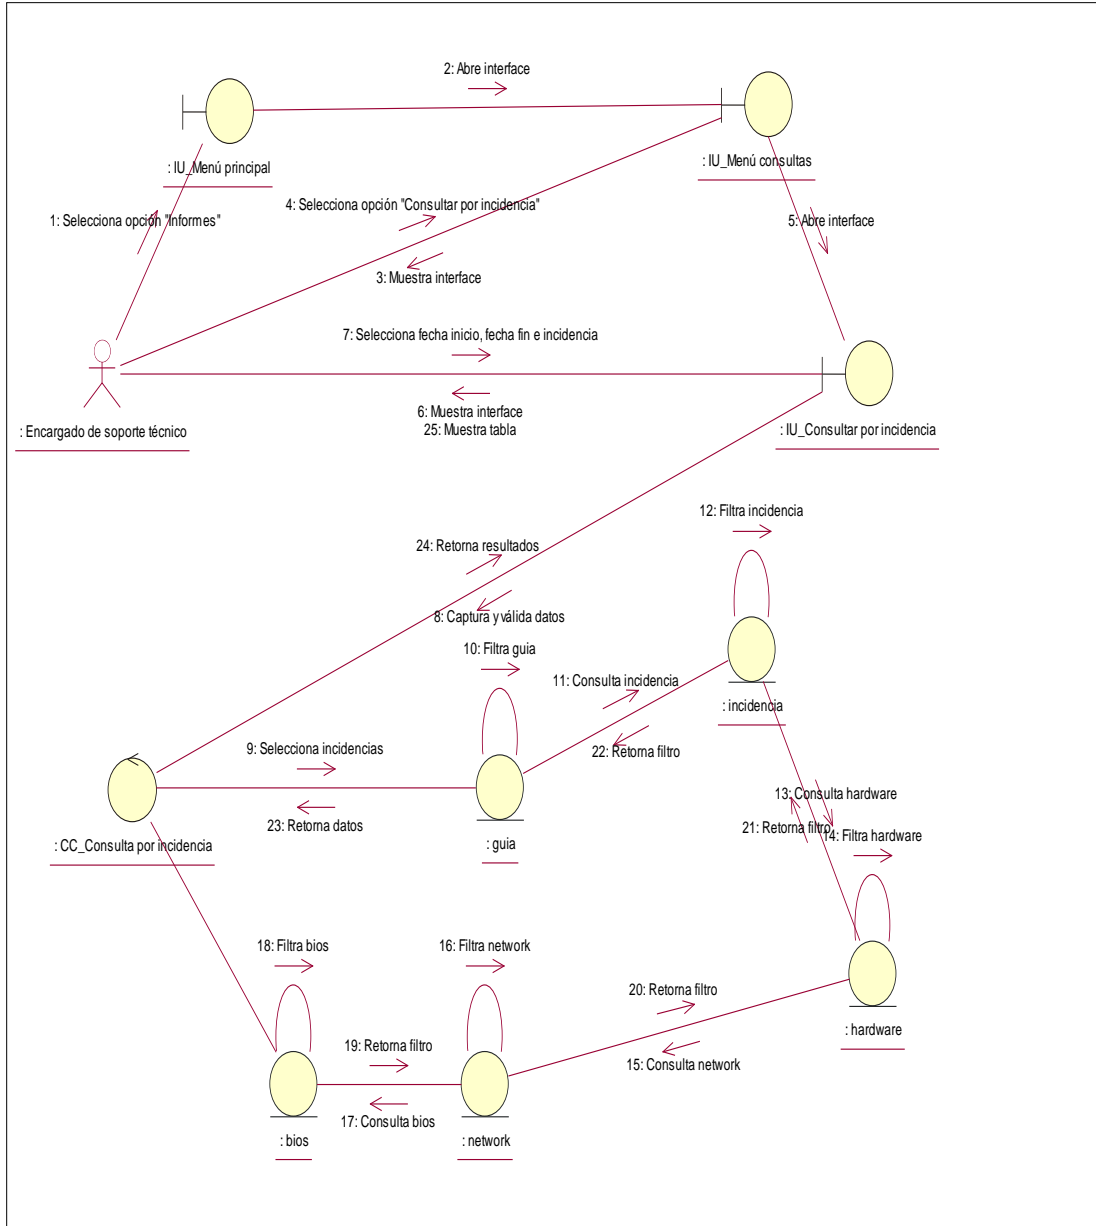 2: Abre interface
: IU_Menú principal
: IU_Menú consultas
1: Selecciona opción "Informes"
4: Selecciona opción "Consultar por incidencia"
5: Abre interface
3: Muestra interface
7: Selecciona fecha inicio, fecha fin e incidencia
6: Muestra interface
25: Muestra tabla
: Encargado de soporte técnico
: IU_Consultar por incidencia
12: Filtra incidencia
24: Retorna resultados
8: Captura y válida datos
10: Filtra guia
11: Consulta incidencia
: incidencia
9: Selecciona incidencias
22: Retorna filtro
13: Consulta hardware
23: Retorna datos
21: Retorna filtro
14: Filtra hardware
: CC_Consulta por incidencia
: guia
18: Filtra bios
16: Filtra network
20: Retorna filtro
: hardware
19: Retorna filtro
15: Consulta network
17: Consulta bios
: bios
: network